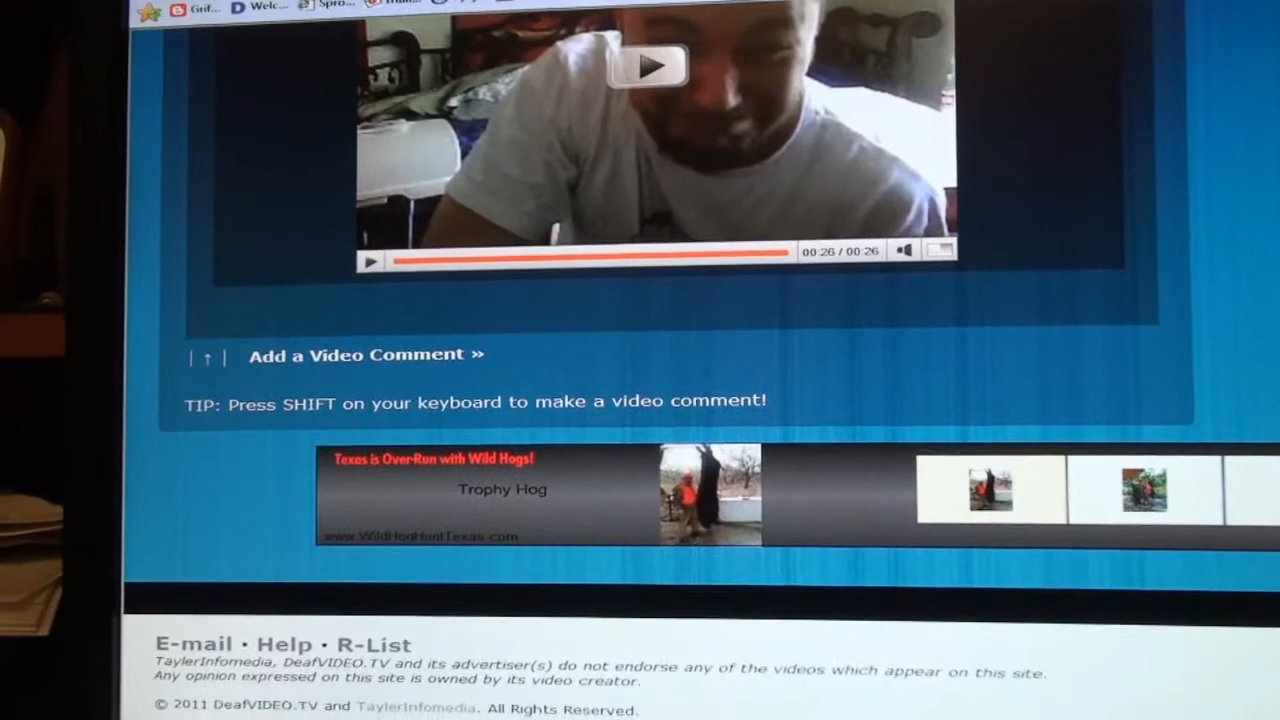 Grif...
Welc...
Spro...
00:26 / 00:26
| ↑ | Add a Video Comment »
TIP: Press SHIFT on your keyboard to make a video comment!
Texas is Over-Run with Wild Hogs!
Trophy Hog
www.WildHogHuntTexas.com
E-mail • Help • R-List
TaylerInfomedia, DeafVIDEO.TV and its advertiser(s) do not endorse any of the videos which appear on this site.
Any opinion expressed on this site is owned by its video creator.
© 2011 DeafVIDEO.TV and TaylerInfomedia. All Rights Reserved.